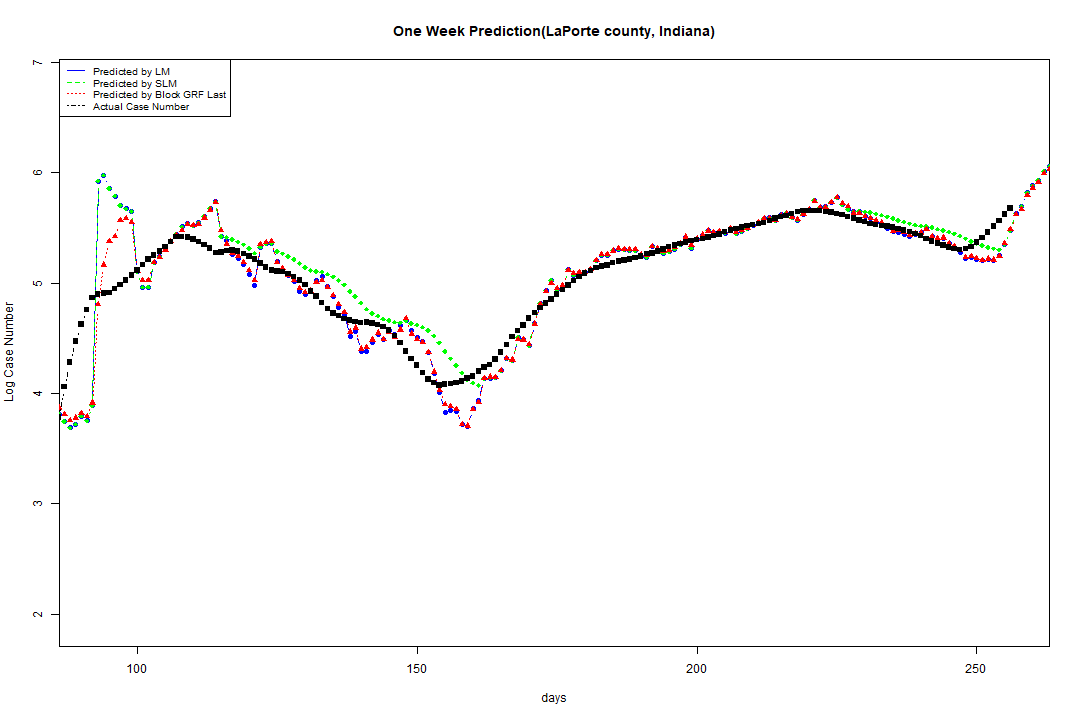 One Week Prediction(LaPorte county, Indiana)
Predicted by LM
Predicted by SLM
Predicted by Block GRF Last
Actual Case Number
7
6
5
4
3
2
Log Case Number
100
150
200
250
days